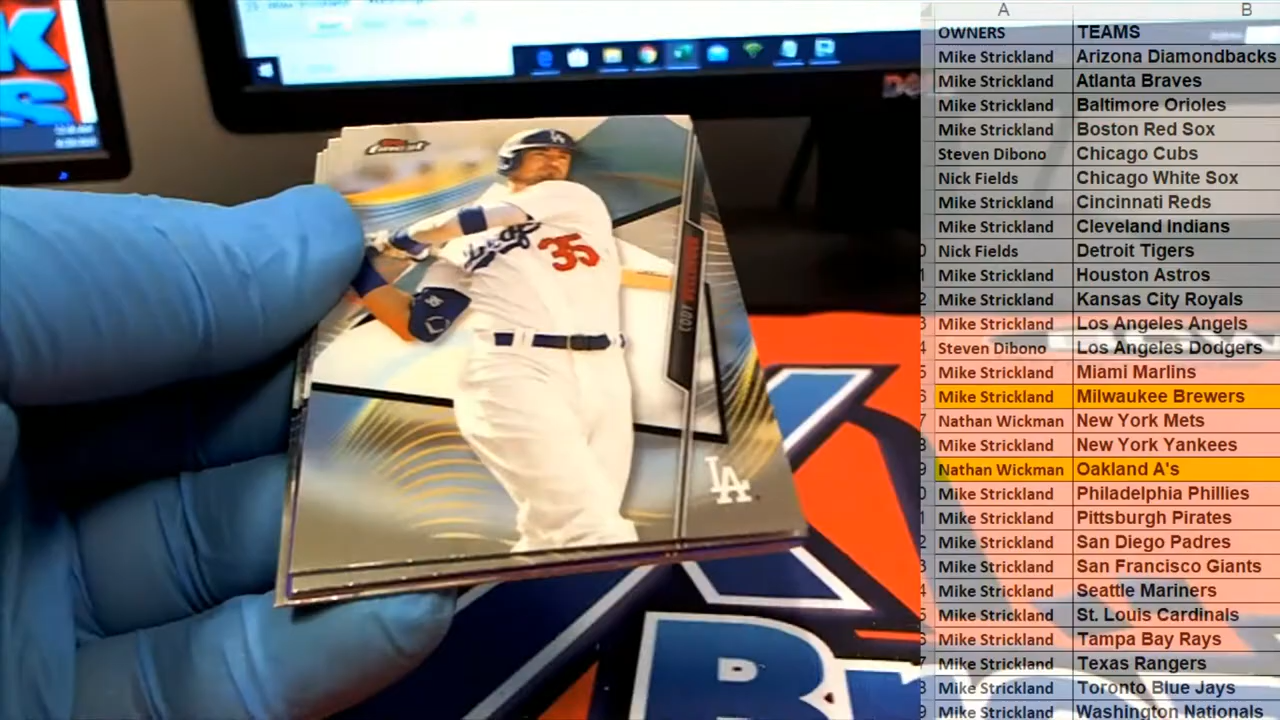 A B
OWNERS TEAMS
Mike Strickland Arizona Diamondbacks
Mike Strickland Atlanta Braves
Mike Strickland Baltimore Orioles
Mike Strickland Boston Red Sox
Steven Dibono Chicago Cubs
Nick Fields Chicago White Sox
Mike Strickland Cincinnati Reds
Mike Strickland Cleveland Indians
Nick Fields Detroit Tigers
Mike Strickland Houston Astros
Mike Strickland Kansas City Royals
Mike Strickland Los Angeles Angels
Steven Dibono Los Angeles Dodgers
Mike Strickland Miami Marlins
Mike Strickland Milwaukee Brewers
Nathan Wickman New York Mets
Mike Strickland New York Yankees
Nathan Wickman Oakland A's
Mike Strickland Philadelphia Phillies
Mike Strickland Pittsburgh Pirates
Mike Strickland San Diego Padres
Mike Strickland San Francisco Giants
Mike Strickland Seattle Mariners
Mike Strickland St. Louis Cardinals
Mike Strickland Tampa Bay Rays
Mike Strickland Texas Rangers
Mike Strickland Toronto Blue Jays
Mike Strickland Washington Nationals
Finest
LA
Dodgers
35
CODY
LA
K
S
B